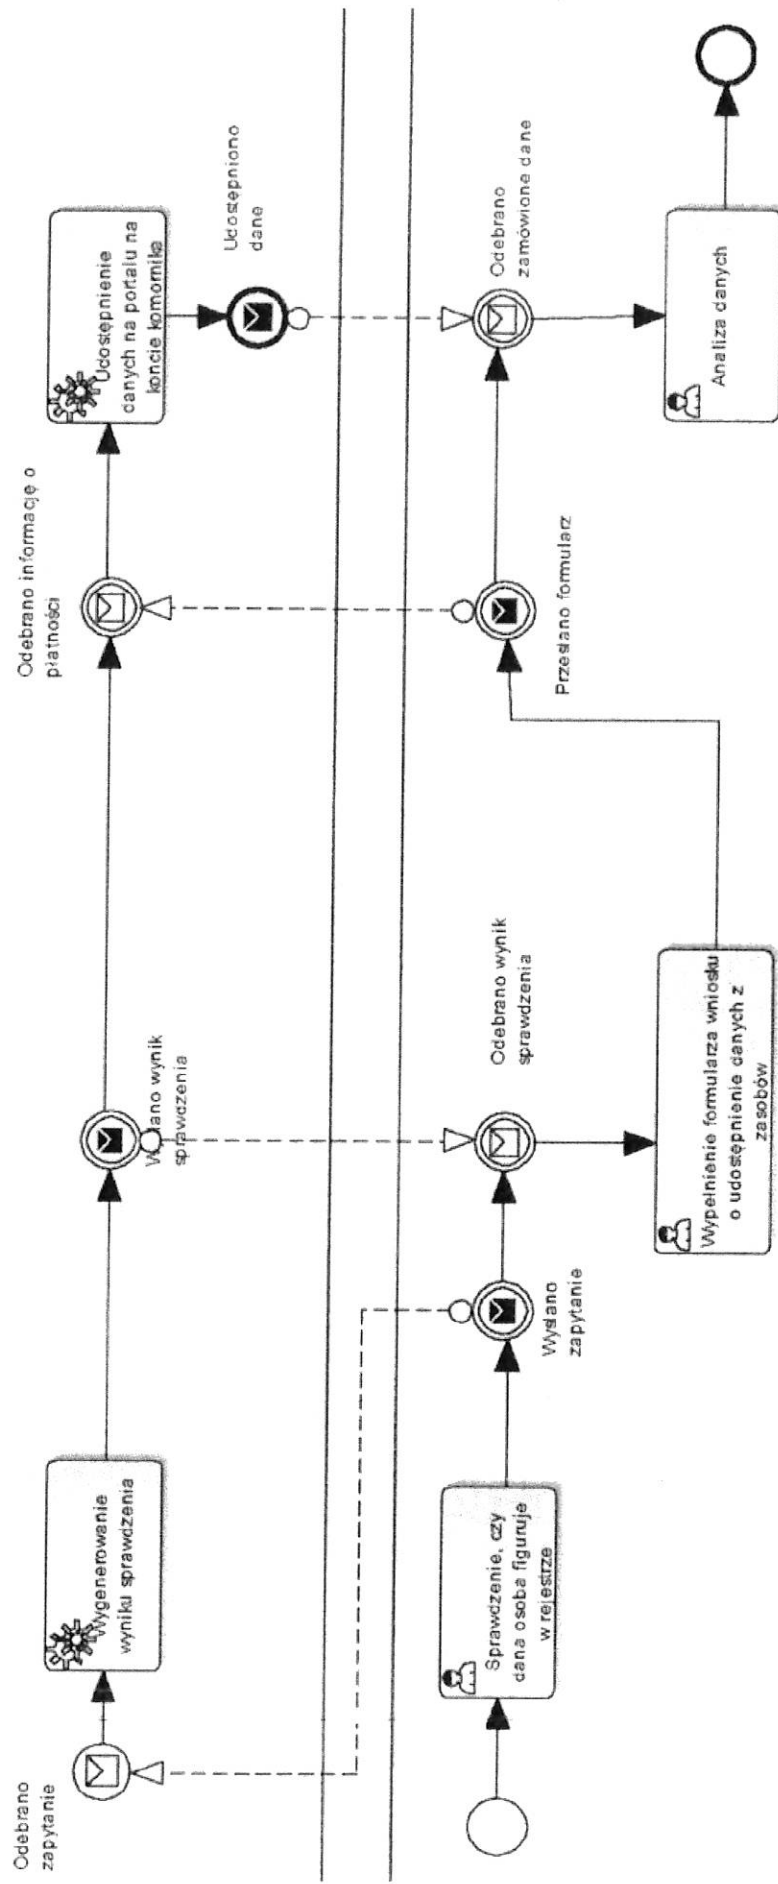 Odebrano
zapytanie
Wygenerowanie
wyniku sprawdzenia
Wysłano wynik
sprawdzenia
Odebrano informację o
płatności
Udostępnienie
danych na portalu na
koncie komornika
Udostępniono
dane
Sprawdzenie, czy
dana osoba figuruje
w rejestrze
Wysłano
zapytanie
Odebrano wynik
sprawdzenia
Wypełnienie formularza wniosku
o udostępnienie danych z
zasobów
Przesłano formularz
Odebrano
zamówione dane
Analiza danych